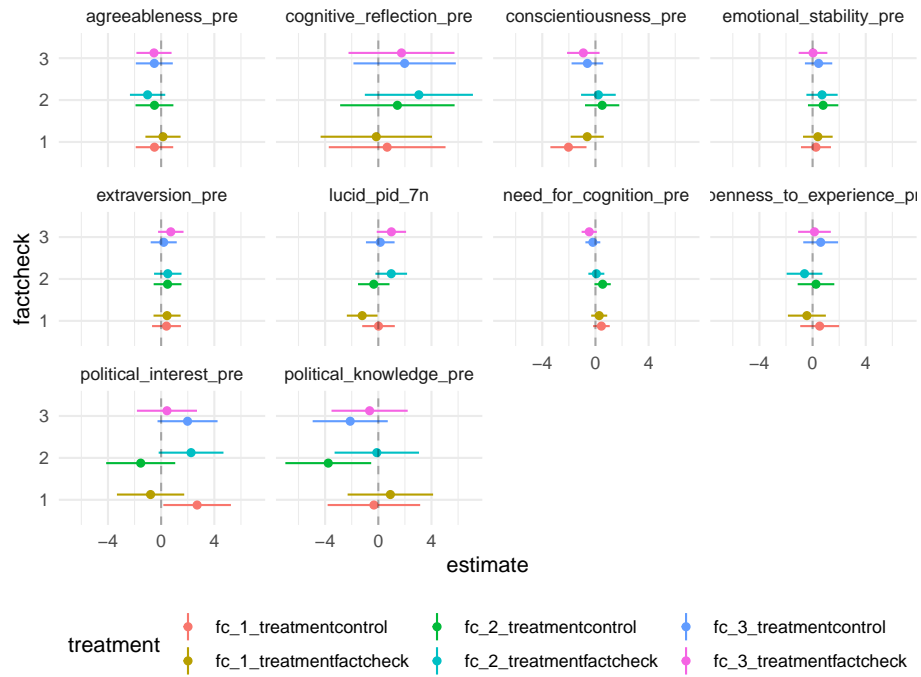 agreeableness_pre cognitive_reflection_pre conscientiousness_pre emotional_stability_pre
3
2
1
extraversion_pre lucid_pid_7n need_for_cognition_pre penness_to_experience_pr
3
2
1
−4 0 4 −4 0 4
political_interest_pre political_knowledge_pre
3
2
1
−4 0 4 −4 0 4
factcheck
estimate
treatment
fc_1_treatmentcontrol fc_2_treatmentcontrol fc_3_treatmentcontrol
fc_1_treatmentfactcheck fc_2_treatmentfactcheck fc_3_treatmentfactcheck